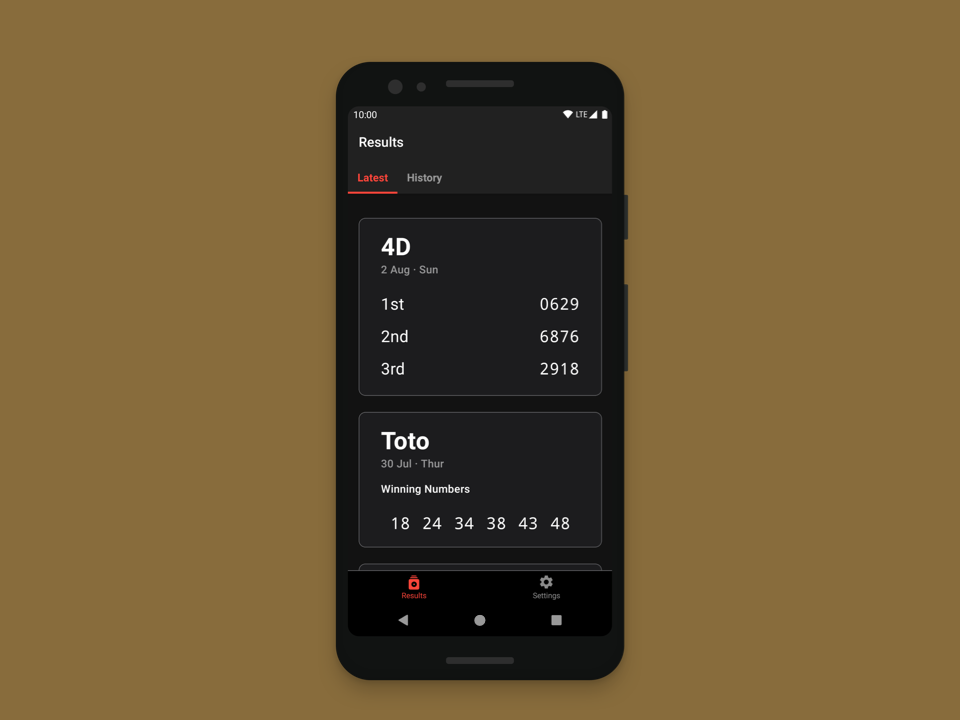 10:00 LTE
Results
Latest History
4D
2 Aug · Sun
1st 0629
2nd 6876
3rd 2918
Toto
30 Jul · Thur
Winning Numbers
18 24 34 38 43 48
Results Settings